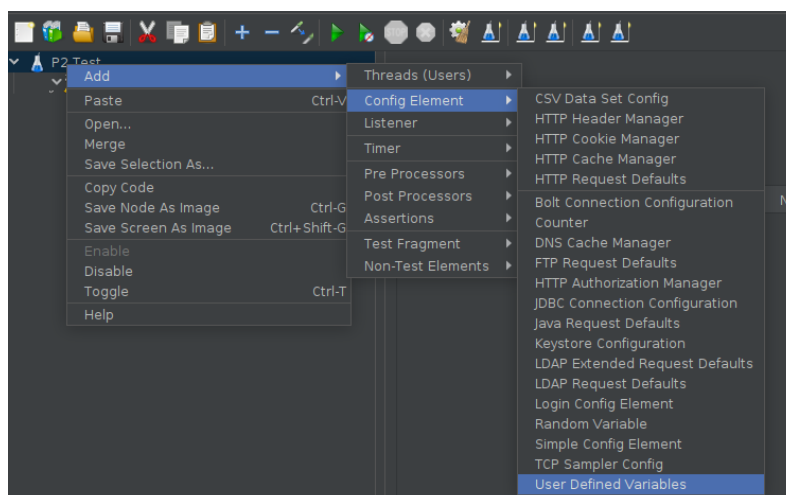 P2 Test
Add
Paste Ctrl-V
Open...
Merge
Save Selection As...
Copy Code
Save Node As Image Ctrl-G
Save Screen As Image Ctrl+Shift-G
Enable
Disable
Toggle Ctrl-T
Help
Threads (Users)
Config Element
Listener
Timer
Pre Processors
Post Processors
Assertions
Test Fragment
Non-Test Elements
CSV Data Set Config
HTTP Header Manager
HTTP Cookie Manager
HTTP Cache Manager
HTTP Request Defaults
Bolt Connection Configuration
Counter
DNS Cache Manager
FTP Request Defaults
HTTP Authorization Manager
JDBC Connection Configuration
Java Request Defaults
Keystore Configuration
LDAP Extended Request Defaults
LDAP Request Defaults
Login Config Element
Random Variable
Simple Config Element
TCP Sampler Config
User Defined Variables